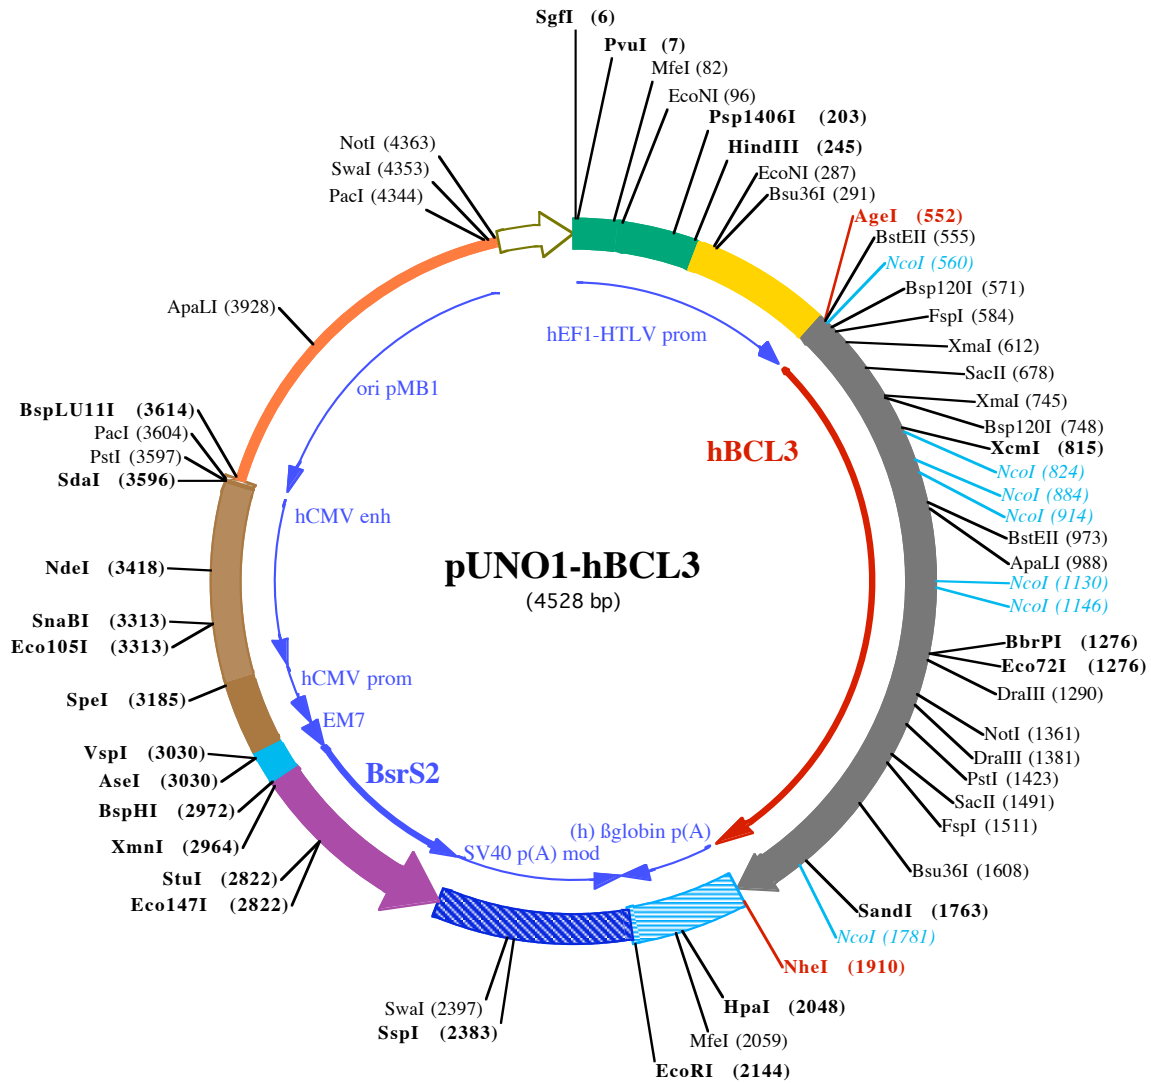 SgfI (6)
PvuI (7)
MfeI (82)
EcoNI (96)
Psp1406I (203)
HindIII (245)
EcoNI (287)
Bsu36I (291)
AgeI (552)
BstEII (555)
NcoI (560)
Bsp120I (571)
FspI (584)
XmaI (612)
SacII (678)
XmaI (745)
Bsp120I (748)
XcmI (815)
NcoI (824)
NcoI (884)
NcoI (914)
BstEII (973)
ApaLI (988)
NcoI (1130)
NcoI (1146)
BbrPI (1276)
Eco72I (1276)
DraIII (1290)
NotI (1361)
DraIII (1381)
PstI (1423)
SacII (1491)
FspI (1511)
Bsu36I (1608)
SandI (1763)
NcoI (1781)
NheI (1910)
HpaI (2048)
MfeI (2059)
EcoRI (2144)
SspI (2383)
SwaI (2397)
Eco147I (2822)
StuI (2822)
XmnI (2964)
BspHI (2972)
AseI (3030)
VspI (3030)
SpeI (3185)
Eco105I (3313)
SnaBI (3313)
NdeI (3418)
SdaI (3596)
PstI (3597)
PacI (3604)
BspLU11I (3614)
ApaLI (3928)
PacI (4344)
SwaI (4353)
NotI (4363)
hEF1-HTLV prom
hBCL3
(h) ßglobin p(A)
SV40 p(A) mod
BsrS2
EM7
hCMV prom
hCMV enh
ori pMB1
pUNO1-hBCL3
(4528 bp)